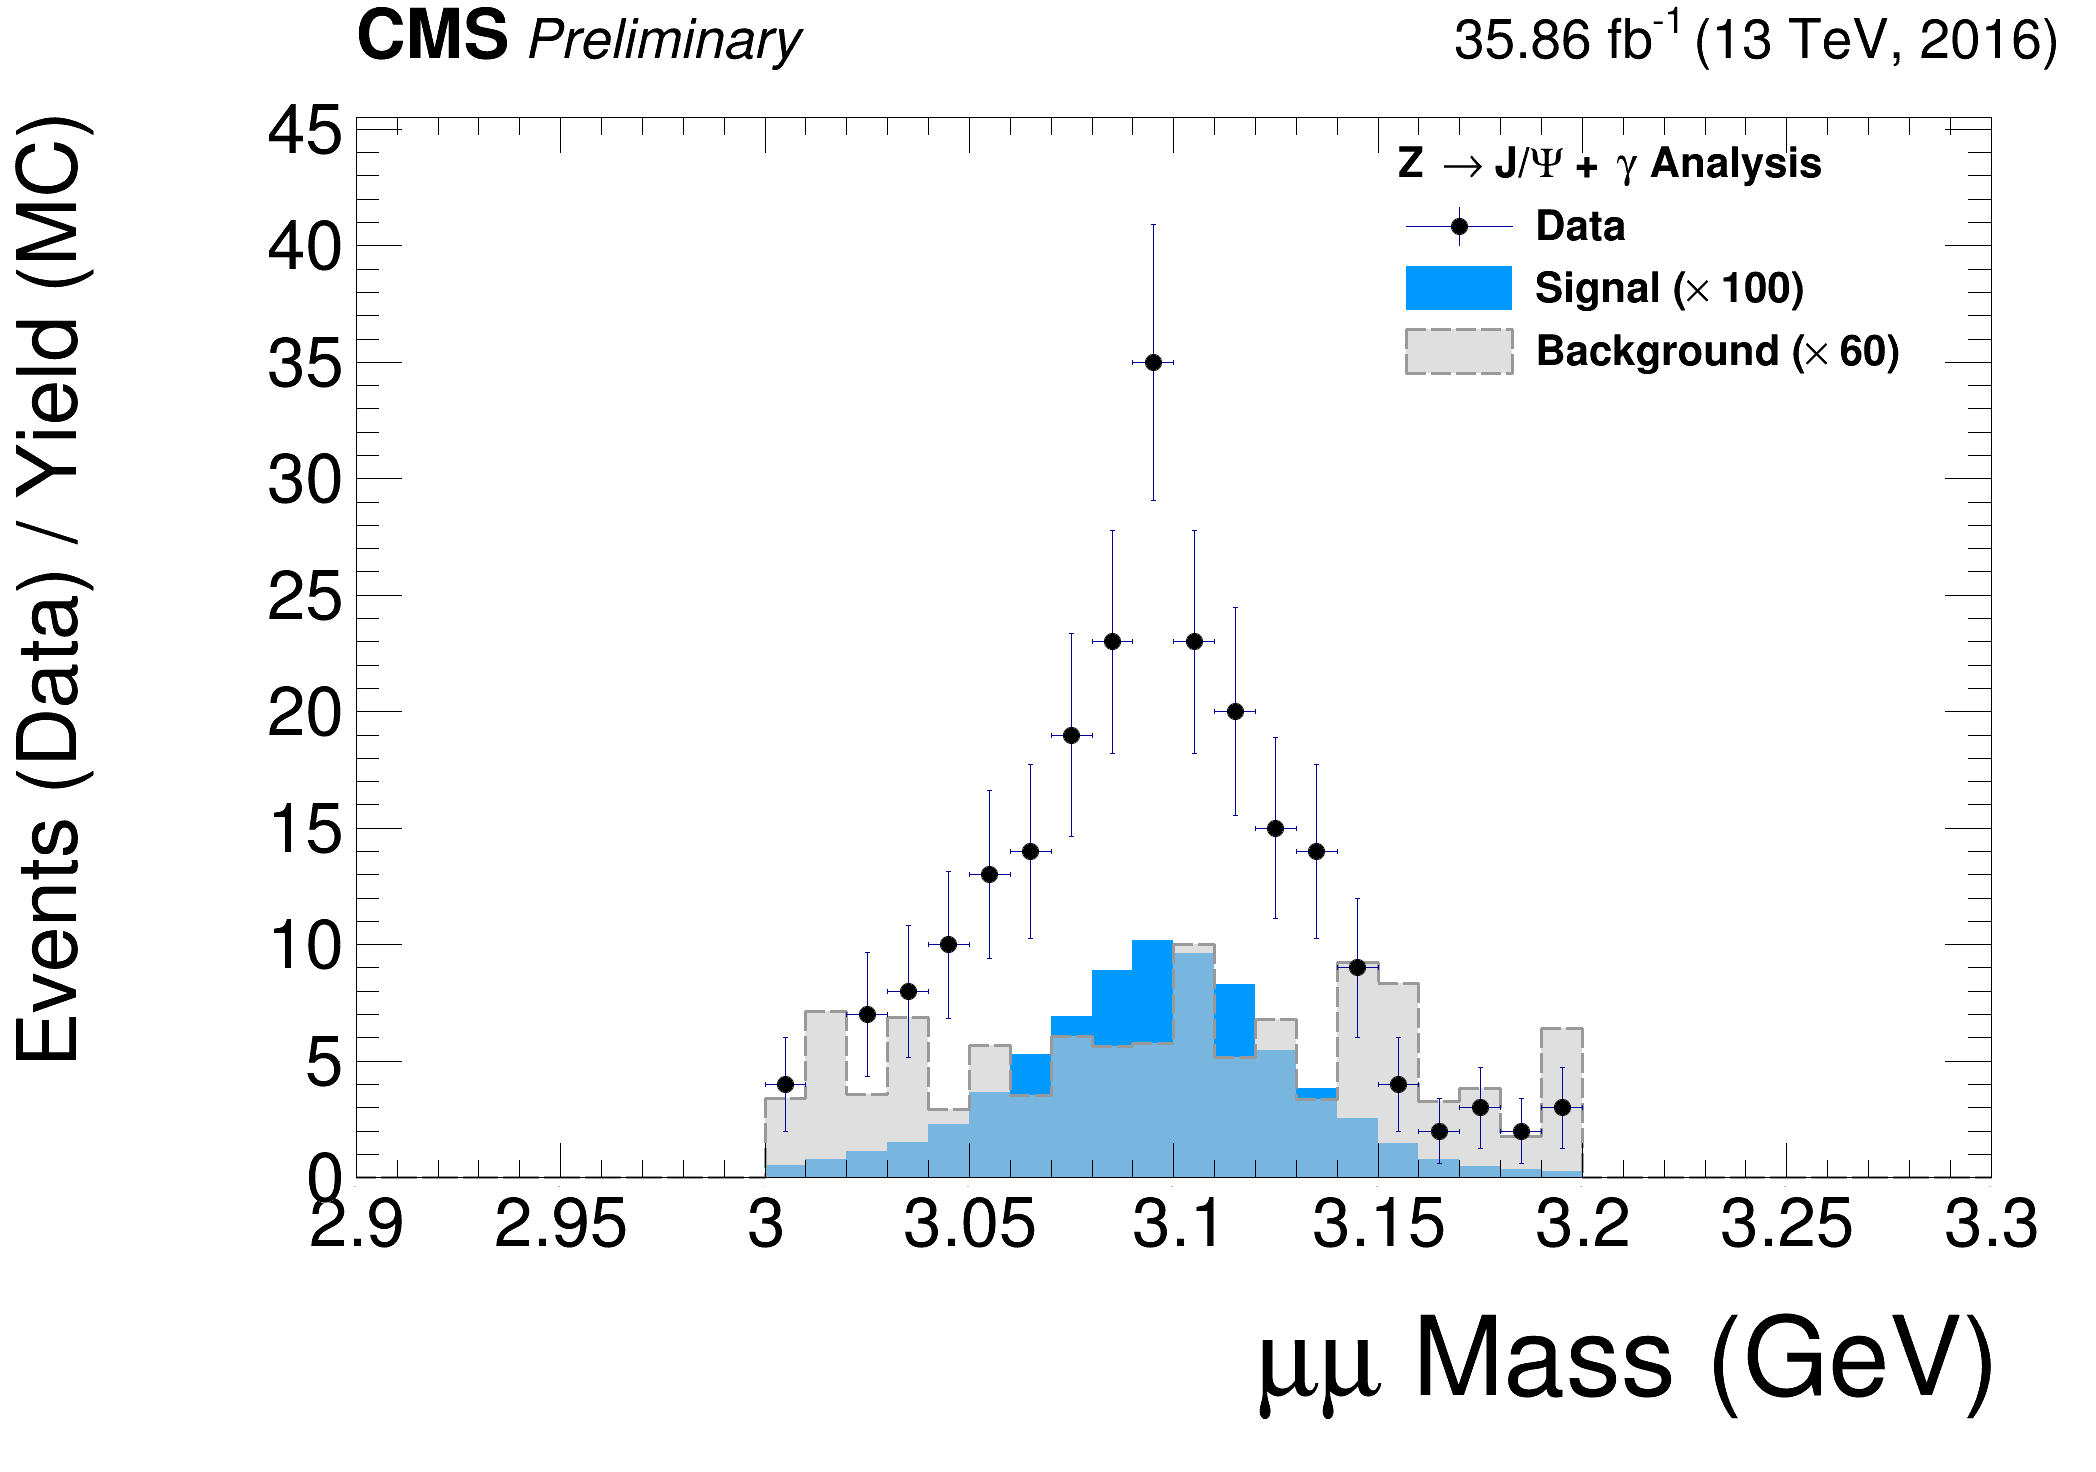 CMS Preliminary
35.86 fb⁻¹ (13 TeV, 2016)
Events (Data) / Yield (MC)
45
40
35
30
25
20
15
10
5
0
Z → J/Ψ + γ Analysis
Data
Signal (× 100)
Background (× 60)
2.9 2.95 3 3.05 3.1 3.15 3.2 3.25 3.3
μμ Mass (GeV)